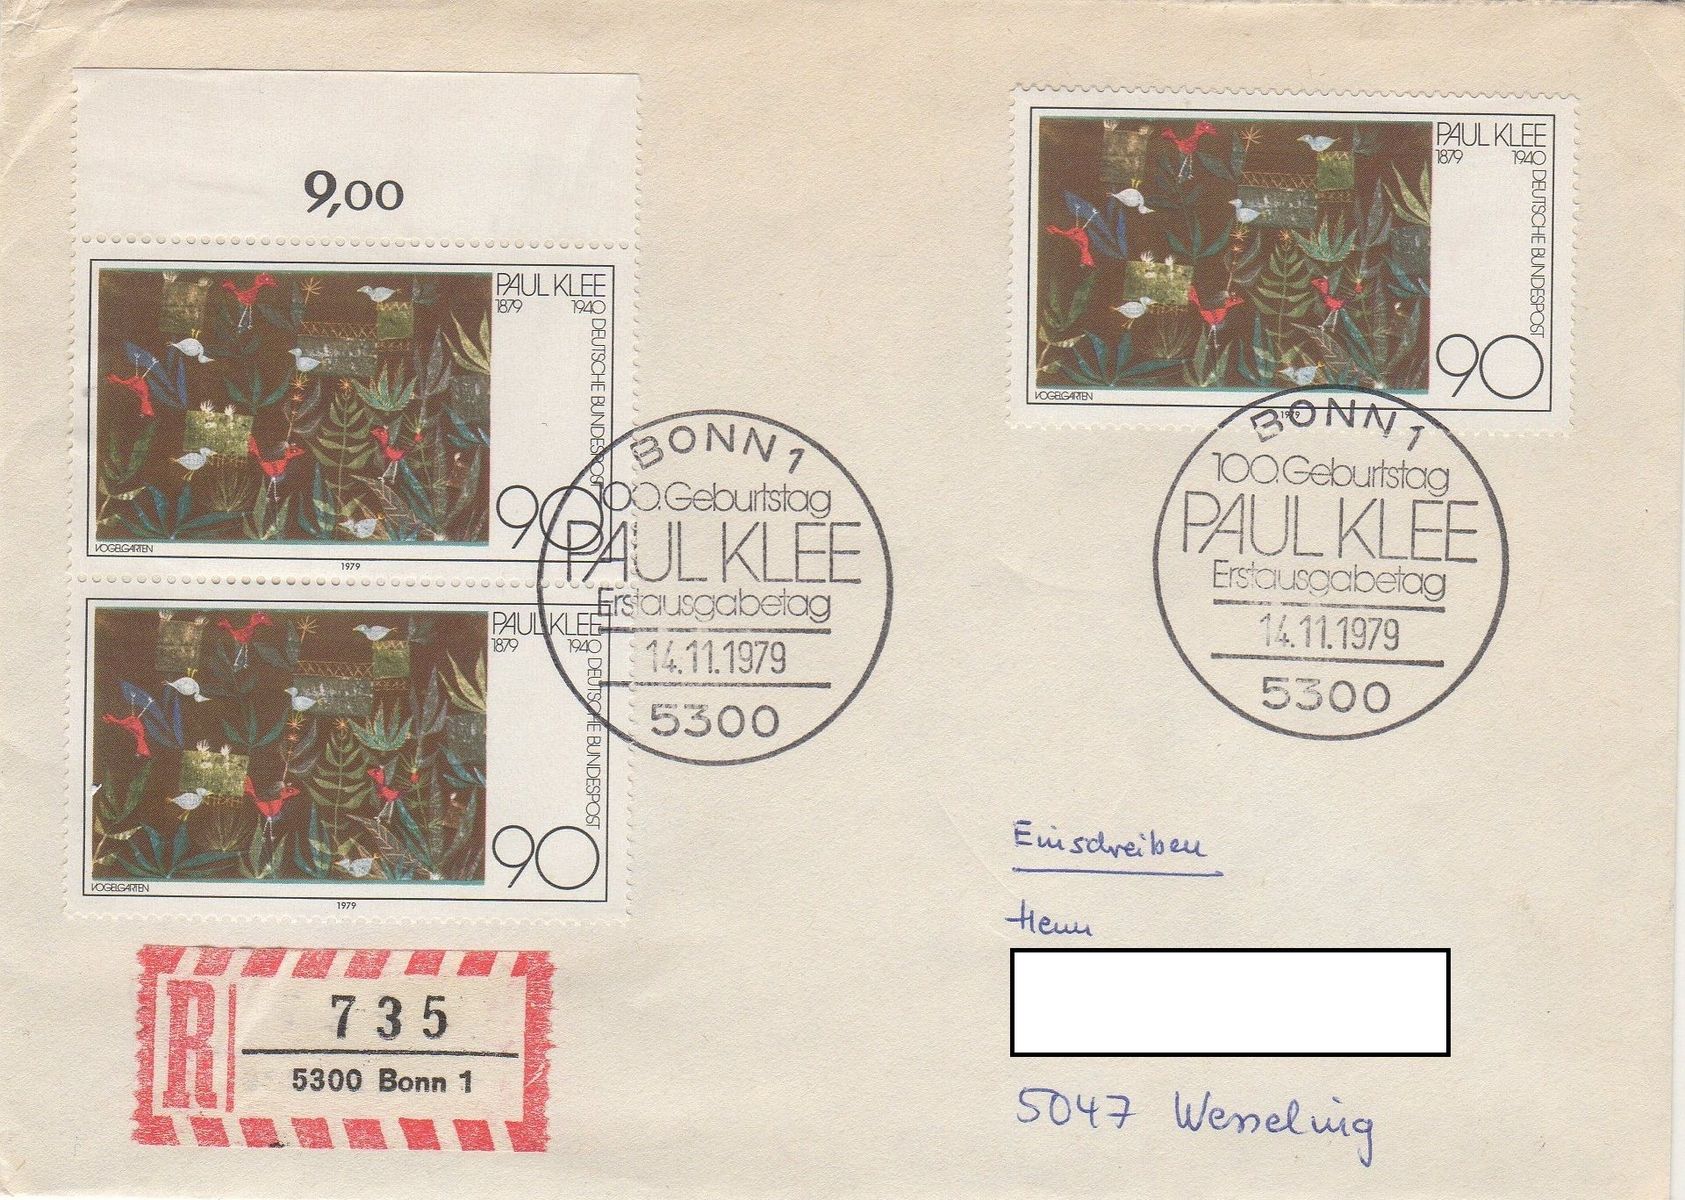 9,00
PAUL KLEE
1879 1940
DEUTSCHE BUNDESPOST
90
VOGELGARTEN
1979
PAUL KLEE
1879 1940
DEUTSCHE BUNDESPOST
90
VOGELGARTEN
1979
PAUL KLEE
1879 1940
DEUTSCHE BUNDESPOST
90
VOGELGARTEN
1979
BONN 1
100. Geburtstag
PAUL KLEE
Erstausgabetag
14.11.1979
5300
BONN 1
100. Geburtstag
PAUL KLEE
Erstausgabetag
14.11.1979
5300
R
735
5300 Bonn 1
Einschreiben
Herrn
5047 Wesseling